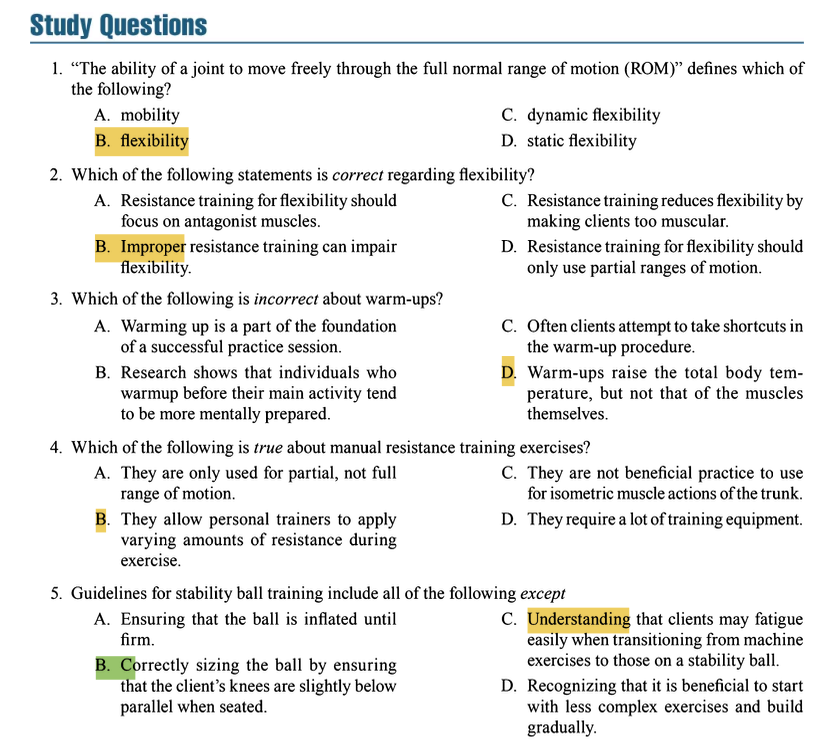 Study Questions
1. “The ability of a joint to move freely through the full normal range of motion (ROM)” defines which of
the following?
A. mobility
B. flexibility
C. dynamic flexibility
D. static flexibility
2. Which of the following statements is correct regarding flexibility?
A. Resistance training for flexibility should
focus on antagonist muscles.
B. Improper resistance training can impair
flexibility.
C. Resistance training reduces flexibility by
making clients too muscular.
D. Resistance training for flexibility should
only use partial ranges of motion.
3. Which of the following is incorrect about warm-ups?
A. Warming up is a part of the foundation
of a successful practice session.
B. Research shows that individuals who
warmup before their main activity tend
to be more mentally prepared.
C. Often clients attempt to take shortcuts in
the warm-up procedure.
D. Warm-ups raise the total body tem-
perature, but not that of the muscles
themselves.
4. Which of the following is true about manual resistance training exercises?
A. They are only used for partial, not full
range of motion.
B. They allow personal trainers to apply
varying amounts of resistance during
exercise.
C. They are not beneficial practice to use
for isometric muscle actions of the trunk.
D. They require a lot of training equipment.
5. Guidelines for stability ball training include all of the following except
A. Ensuring that the ball is inflated until
firm.
B. Correctly sizing the ball by ensuring
that the client’s knees are slightly below
parallel when seated.
C. Understanding that clients may fatigue
easily when transitioning from machine
exercises to those on a stability ball.
D. Recognizing that it is beneficial to start
with less complex exercises and build
gradually.